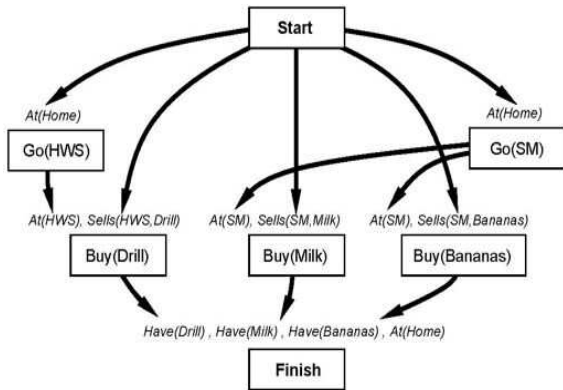 Start
At(Home)
At(Home)
Go(HWS)
Go(SM)
At(HWS), Sells(HWS,Drill)
At(SM), Sells(SM,Milk)
At(SM), Sells(SM,Bananas)
Buy(Drill)
Buy(Milk)
Buy(Bananas)
Have(Drill) , Have(Milk) , Have(Bananas) , At(Home)
Finish